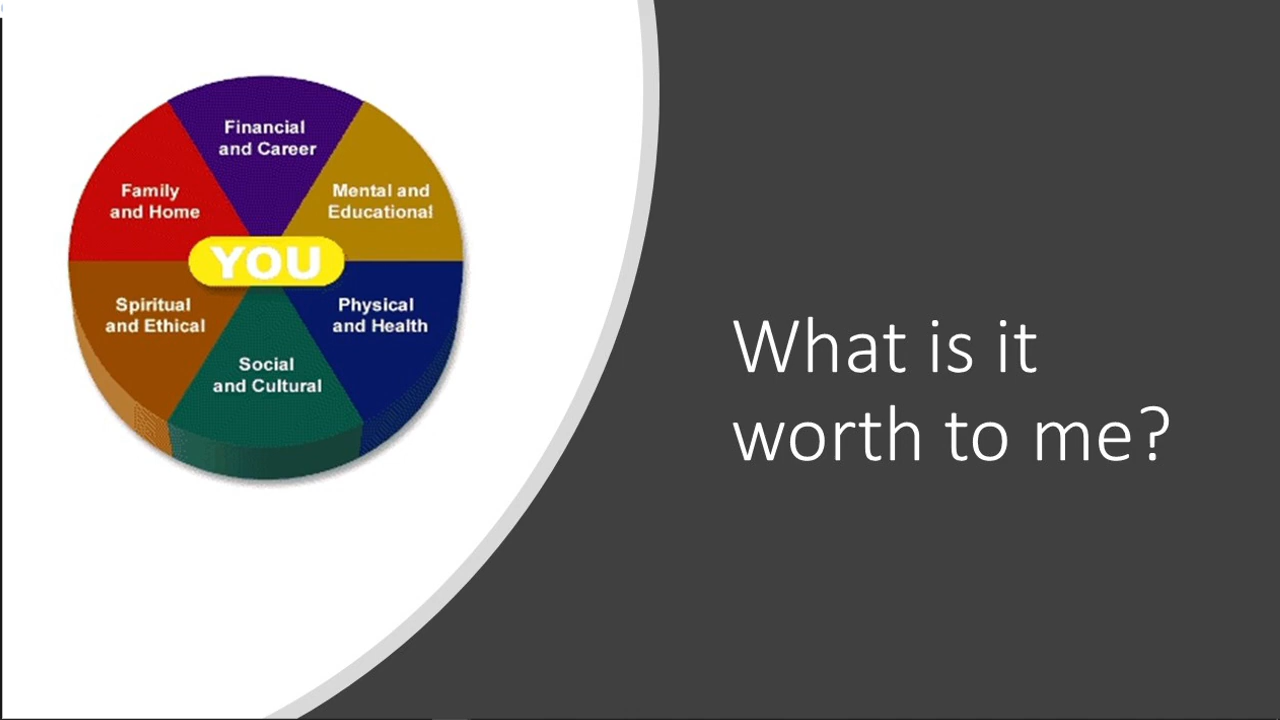 Financial
and Career
Mental and
Educational
Physical
and Health
Social
and Cultural
Spiritual
and Ethical
Family
and Home
YOU
What is it
worth to me?